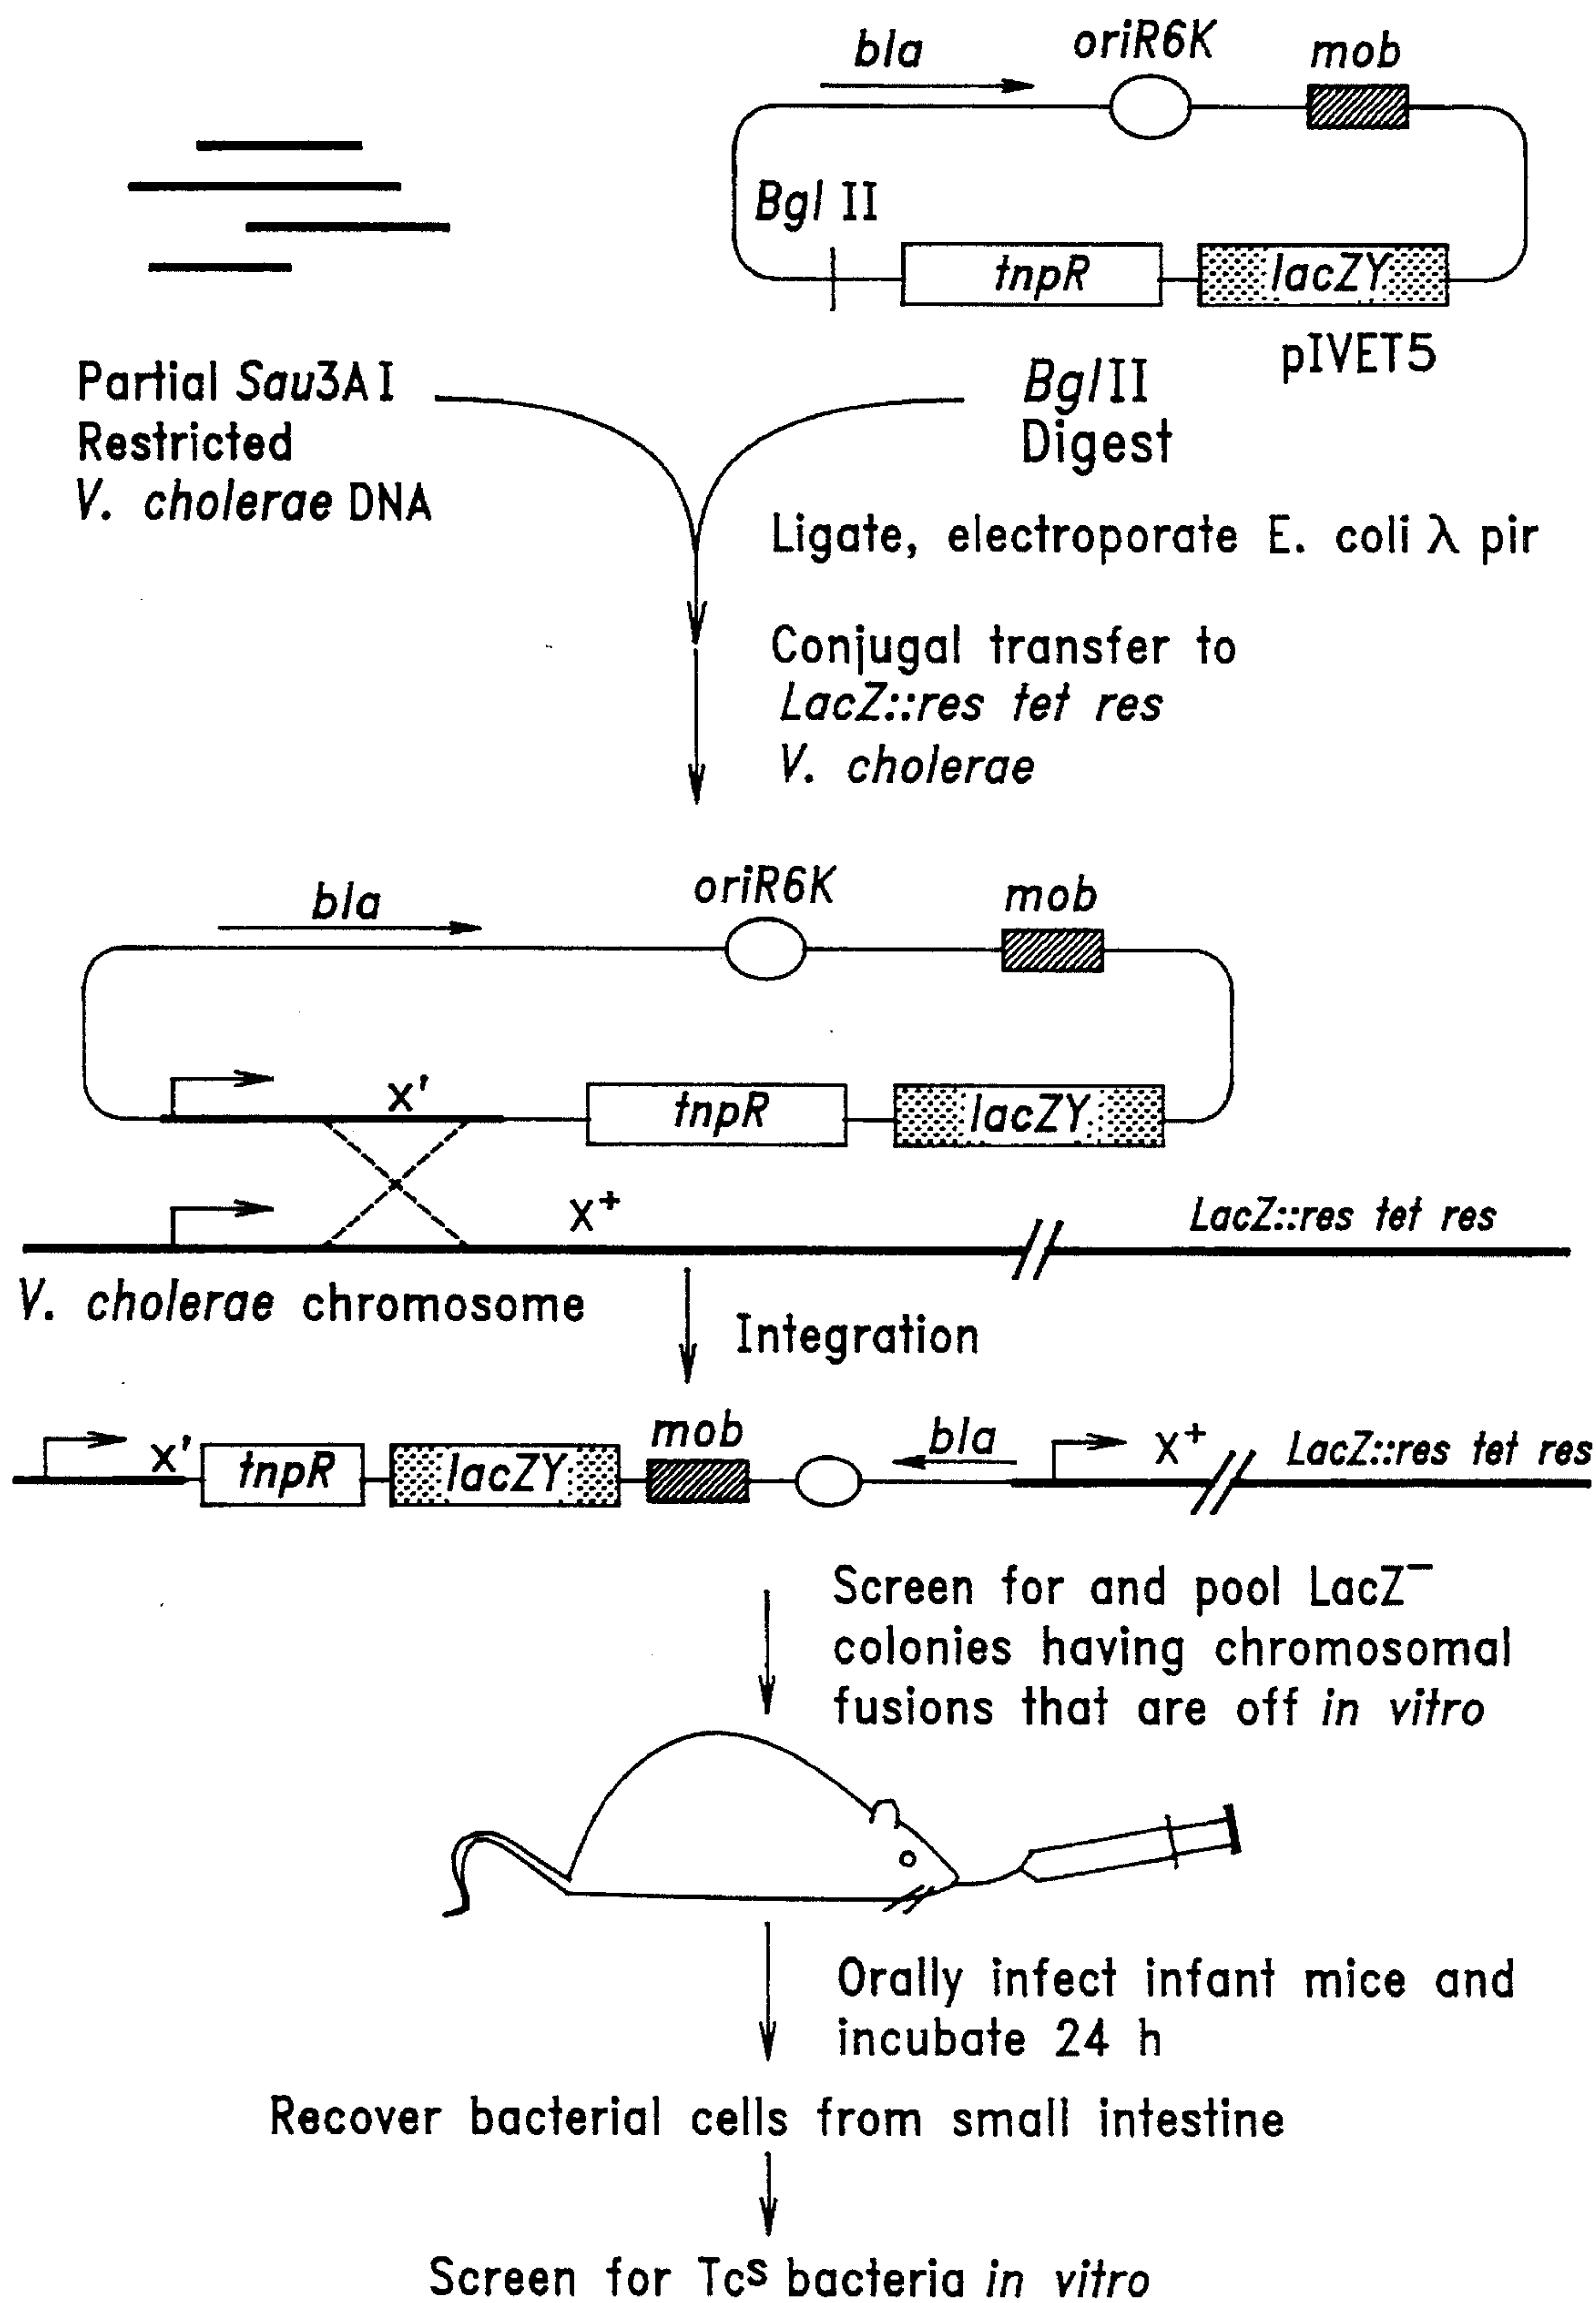 bla
oriR6K
mob
Bgl II
tnpR
lacZY
pIVET5
Partial Sau3A I
Restricted
V. cholerae DNA
BglII
Digest
Ligate, electroporate E. coli λ pir
Conjugal transfer to
LacZ::res tet res
V. cholerae
bla
oriR6K
mob
X'
tnpR
lacZY
X+
LacZ::res tet res
V. cholerae chromosome
Integration
X'
tnpR
lacZY
mob
bla
X+
LacZ::res tet res
Screen for and pool LacZ⁻
colonies having chromosomal
fusions that are off in vitro
Orally infect infant mice and
incubate 24 h
Recover bacterial cells from small intestine
Screen for Tcˢ bacteria in vitro